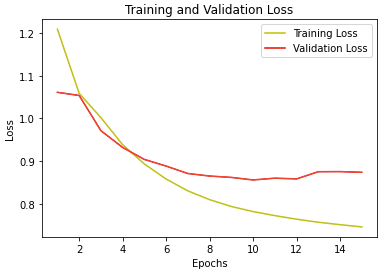 Training and Validation Loss
Training Loss
Validation Loss
1.2
1.1
1.0
0.9
0.8
Loss
2 4 6 8 10 12 14
Epochs